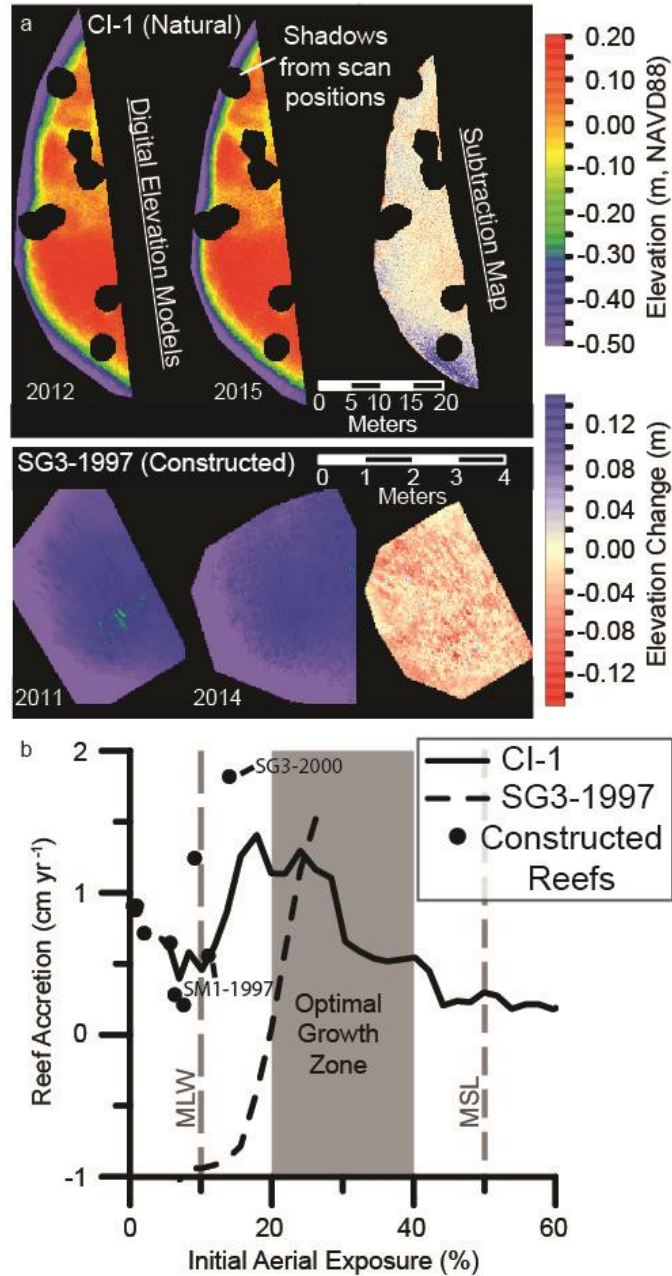 a
CI-1 (Natural)
Shadows
from scan
positions
Digital Elevation Models
Subtraction Map
2012
2015
0 5 10 15 20
Meters
0.20
0.10
0.00
-0.10
-0.20
-0.30
-0.40
-0.50
Elevation (m, NAVD88)
SG3-1997 (Constructed)
0 1 2 3 4
Meters
2011
2014
0.12
0.08
0.04
0.00
-0.04
-0.08
-0.12
Elevation Change (m)
b
2
1
0
-1
Reef Accretion (cm yr⁻¹)
SG3-2000
SM1-1997
MLW
Optimal
Growth
Zone
MSL
CI-1
SG3-1997
Constructed
Reefs
0 20 40 60
Initial Aerial Exposure (%)